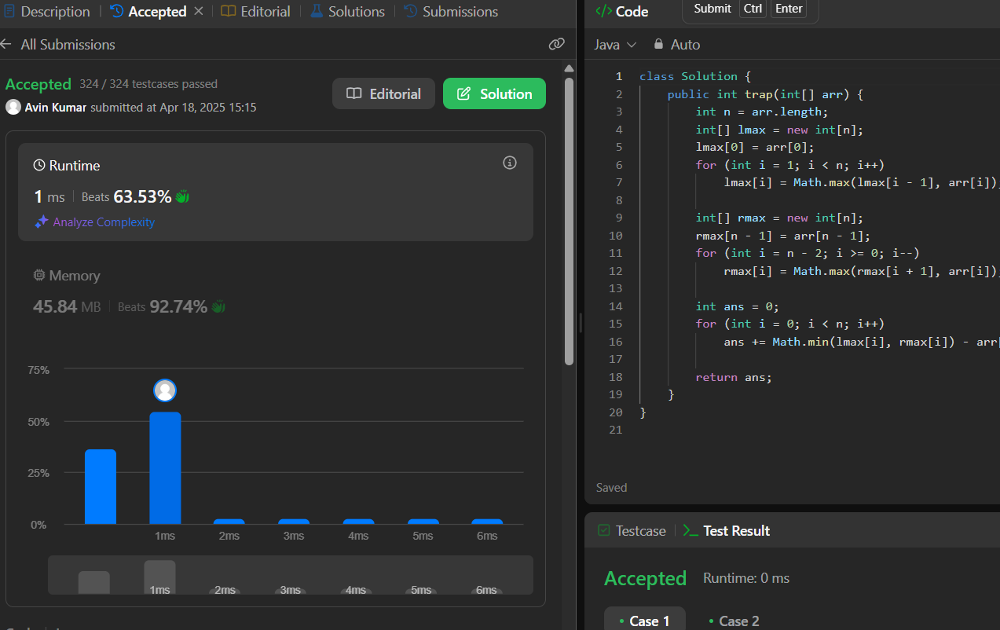 Description
Accepted
Editorial
Solutions
Submissions
All Submissions
Accepted 324 / 324 testcases passed
Avin Kumar submitted at Apr 18, 2025 15:15
Editorial
Solution
Runtime
1 ms Beats 63.53%
Analyze Complexity
Memory
45.84 MB Beats 92.74%
75%
50%
25%
0%
1ms 2ms 3ms 4ms 5ms 6ms
1ms 2ms 3ms 4ms 5ms 6ms
</> Code
Submit Ctrl Enter
Java Auto
1 class Solution {
2 public int trap(int[] arr) {
3 int n = arr.length;
4 int[] lmax = new int[n];
5 lmax[0] = arr[0];
6 for (int i = 1; i < n; i++)
7 lmax[i] = Math.max(lmax[i - 1], arr[i]);
8
9 int[] rmax = new int[n];
10 rmax[n - 1] = arr[n - 1];
11 for (int i = n - 2; i >= 0; i--)
12 rmax[i] = Math.max(rmax[i + 1], arr[i]);
13
14 int ans = 0;
15 for (int i = 0; i < n; i++)
16 ans += Math.min(lmax[i], rmax[i]) - arr[
17
18 return ans;
19 }
20 }
21
Saved
Testcase
Test Result
Accepted Runtime: 0 ms
Case 1
Case 2